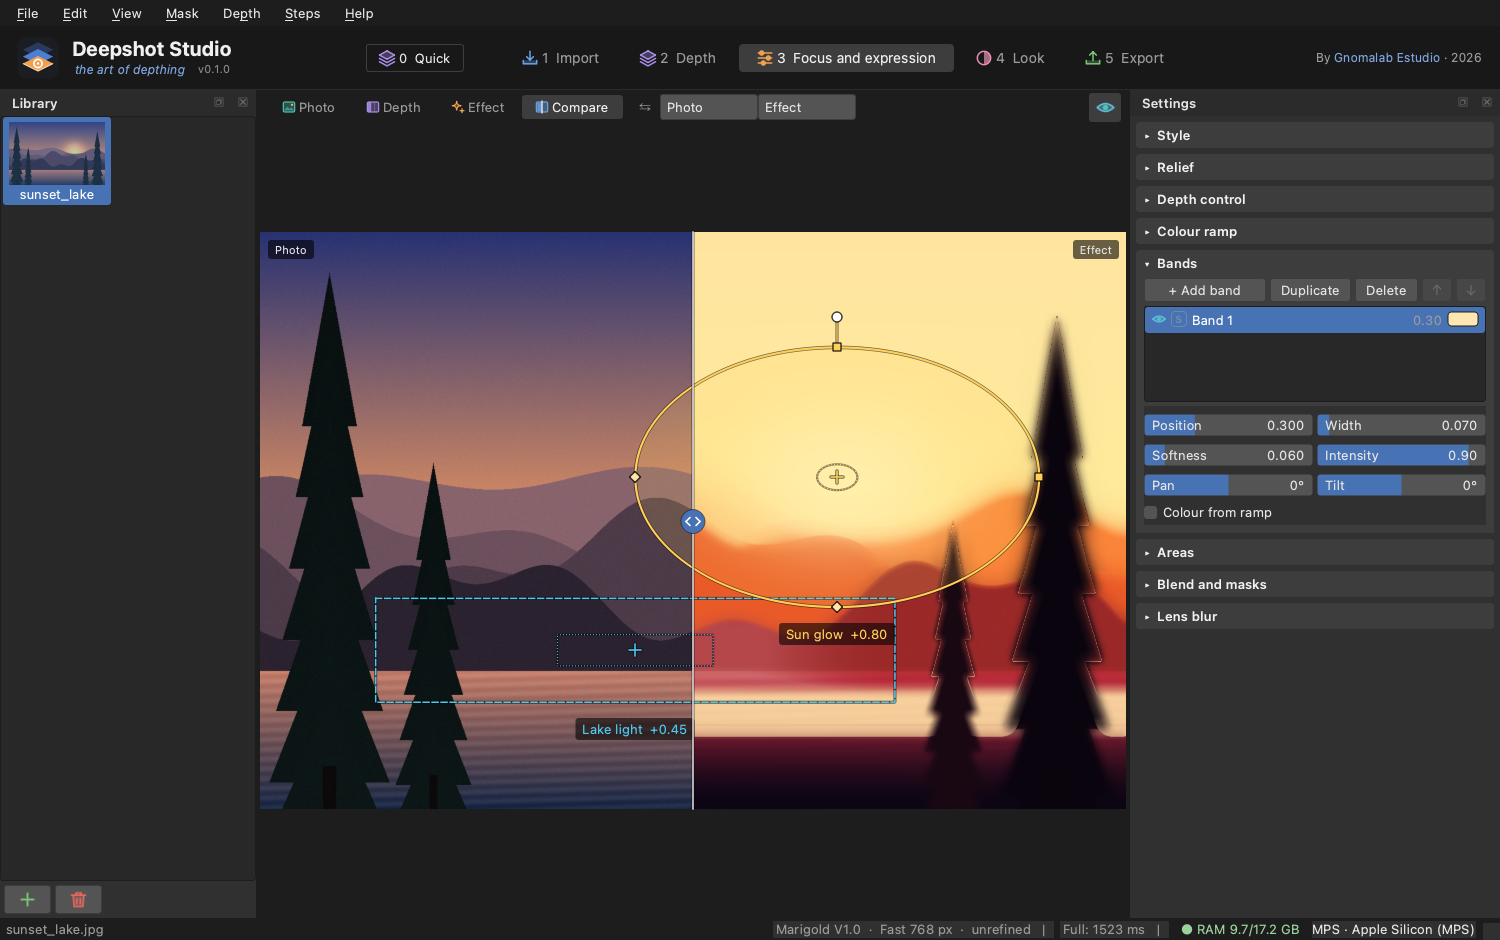 File Edit View Mask Depth Steps Help
Deepshot Studio
the art of depthing v0.1.0
0 Quick
1 Import
2 Depth
3 Focus and expression
4 Look
5 Export
By Gnomalab Estudio · 2026
Library
sunset_lake
Photo Depth Effect Compare ⇆ Photo Effect
Photo
Effect
Sun glow +0.80
Lake light +0.45
Settings
Style
Relief
Depth control
Colour ramp
Bands
+ Add band Duplicate Delete ↑ ↓
S Band 1 0.30
Position 0.300 Width 0.070
Softness 0.060 Intensity 0.90
Pan 0° Tilt 0°
Colour from ramp
Areas
Blend and masks
Lens blur
sunset_lake.jpg
Marigold V1.0 · Fast 768 px · unrefined | Full: 1523 ms | RAM 9.7/17.2 GB MPS · Apple Silicon (MPS)